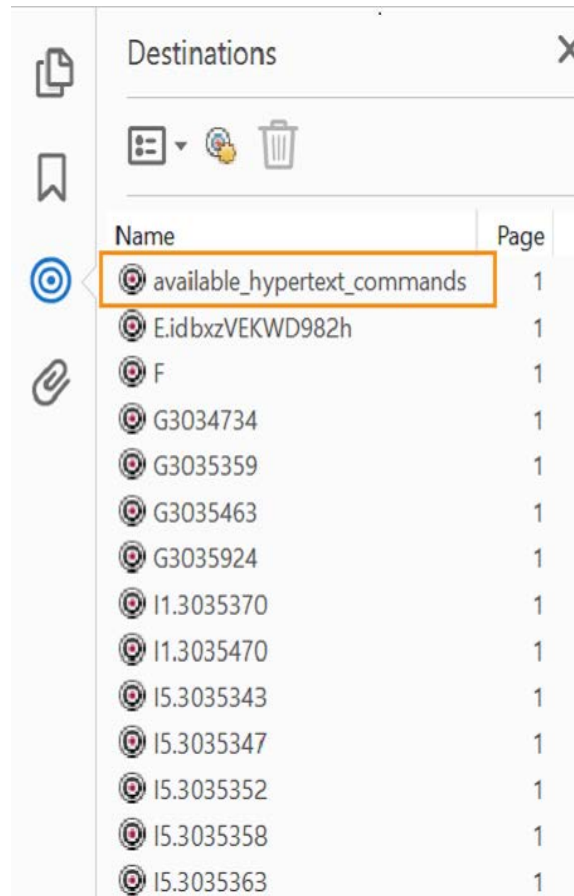 Destinations
Name Page
available_hypertext_commands 1
E.idbxzVEKWD982h 1
F 1
G3034734 1
G3035359 1
G3035463 1
G3035924 1
I1.3035370 1
I1.3035470 1
I5.3035343 1
I5.3035347 1
I5.3035352 1
I5.3035358 1
I5.3035363 1